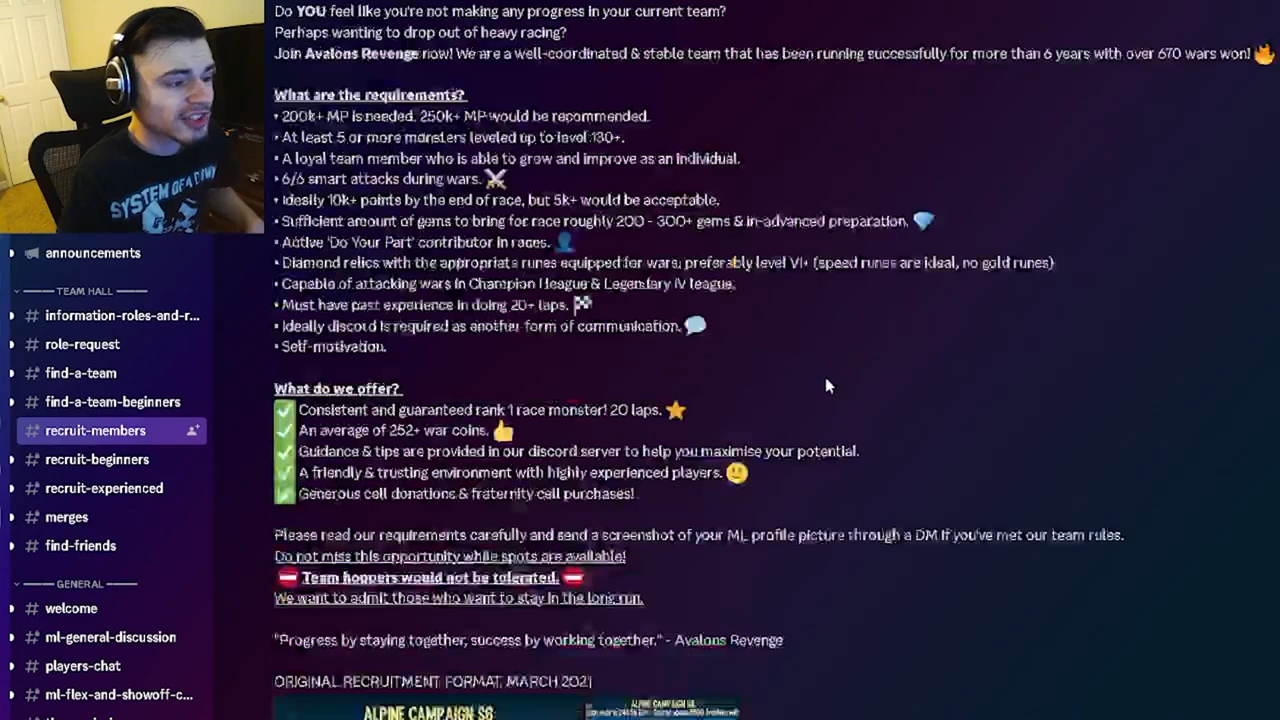 Do YOU feel like you're not making any progress in your current team?
Perhaps wanting to drop out of heavy racing?
Join Avalons Revenge now! We are a well-coordinated & stable team that has been running successfully for more than 6 years with over 670 wars won! 🔥
What are the requirements?
• 200k+ MP is needed. 250k+ MP would be recommended.
• At least 5 or more monsters leveled up to level 130+.
• A loyal team member who is able to grow and improve as an individual.
• 6/6 smart attacks during wars. ⚔️
• Ideally 10k+ points by the end of race, but 5k+ would be acceptable.
• Sufficient amount of gems to bring for race roughly 200 - 300+ gems & in-advanced preparation. 💎
• Active 'Do Your Part' contributor in races. 👤
• Diamond relics with the appropriate runes equipped for wars, preferably level VI+ (speed runes are ideal, no gold runes)
• Capable of attacking wars in Champion I league & Legendary IV league.
• Must have past experience in doing 20+ laps. 🏁
• Ideally discord is required as another form of communication. 💬
• Self-motivation.
What do we offer?
✅ Consistent and guaranteed rank 1 race monster! 20 laps. ⭐
✅ An average of 252+ war coins. 👍
✅ Guidance & tips are provided in our discord server to help you maximise your potential.
✅ A friendly & trusting environment with highly experienced players. 🙂
✅ Generous cell donations & fraternity cell purchases!
Please read our requirements carefully and send a screenshot of your ML profile picture through a DM if you've met our team rules.
Do not miss this opportunity while spots are available!
⛔ Team hoppers would not be tolerated. ⛔
We want to admit those who want to stay in the long run.
"Progress by staying together, success by working together." - Avalons Revenge
ORIGINAL RECRUITMENT FORMAT, MARCH 2021
ALPINE CAMPAIGN S6
ALPINE CAMPAIGN S6
SYSTEM OF A DOWN
announcements
TEAM HALL
# information-roles-and-r...
# role-request
# find-a-team
# find-a-team-beginners
# recruit-members
# recruit-beginners
# recruit-experienced
# merges
# find-friends
GENERAL
# welcome
# ml-general-discussion
# players-chat
# ml-flex-and-showoff-c...